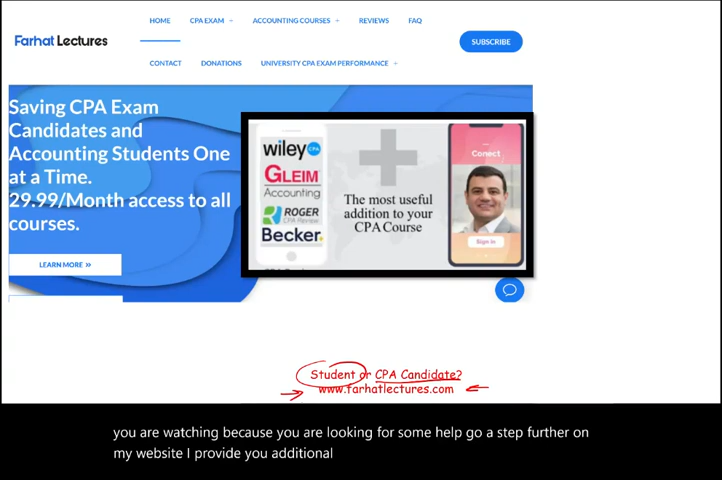 HOME
CPA EXAM
ACCOUNTING COURSES
REVIEWS
FAQ
Farhat Lectures
SUBSCRIBE
CONTACT
DONATIONS
UNIVERSITY CPA EXAM PERFORMANCE
Saving CPA Exam
Candidates and
Accounting Students One
at a Time.
29.99/Month access to all
courses.
LEARN MORE »
wiley CPA
GLEIM
Accounting
ROGER
CPA Review
Becker.
The most useful
addition to your
CPA Course
Conect
Sign in
Student or CPA Candidate?
www.farhatlectures.com
you are watching because you are looking for some help go a step further on
my website I provide you additional